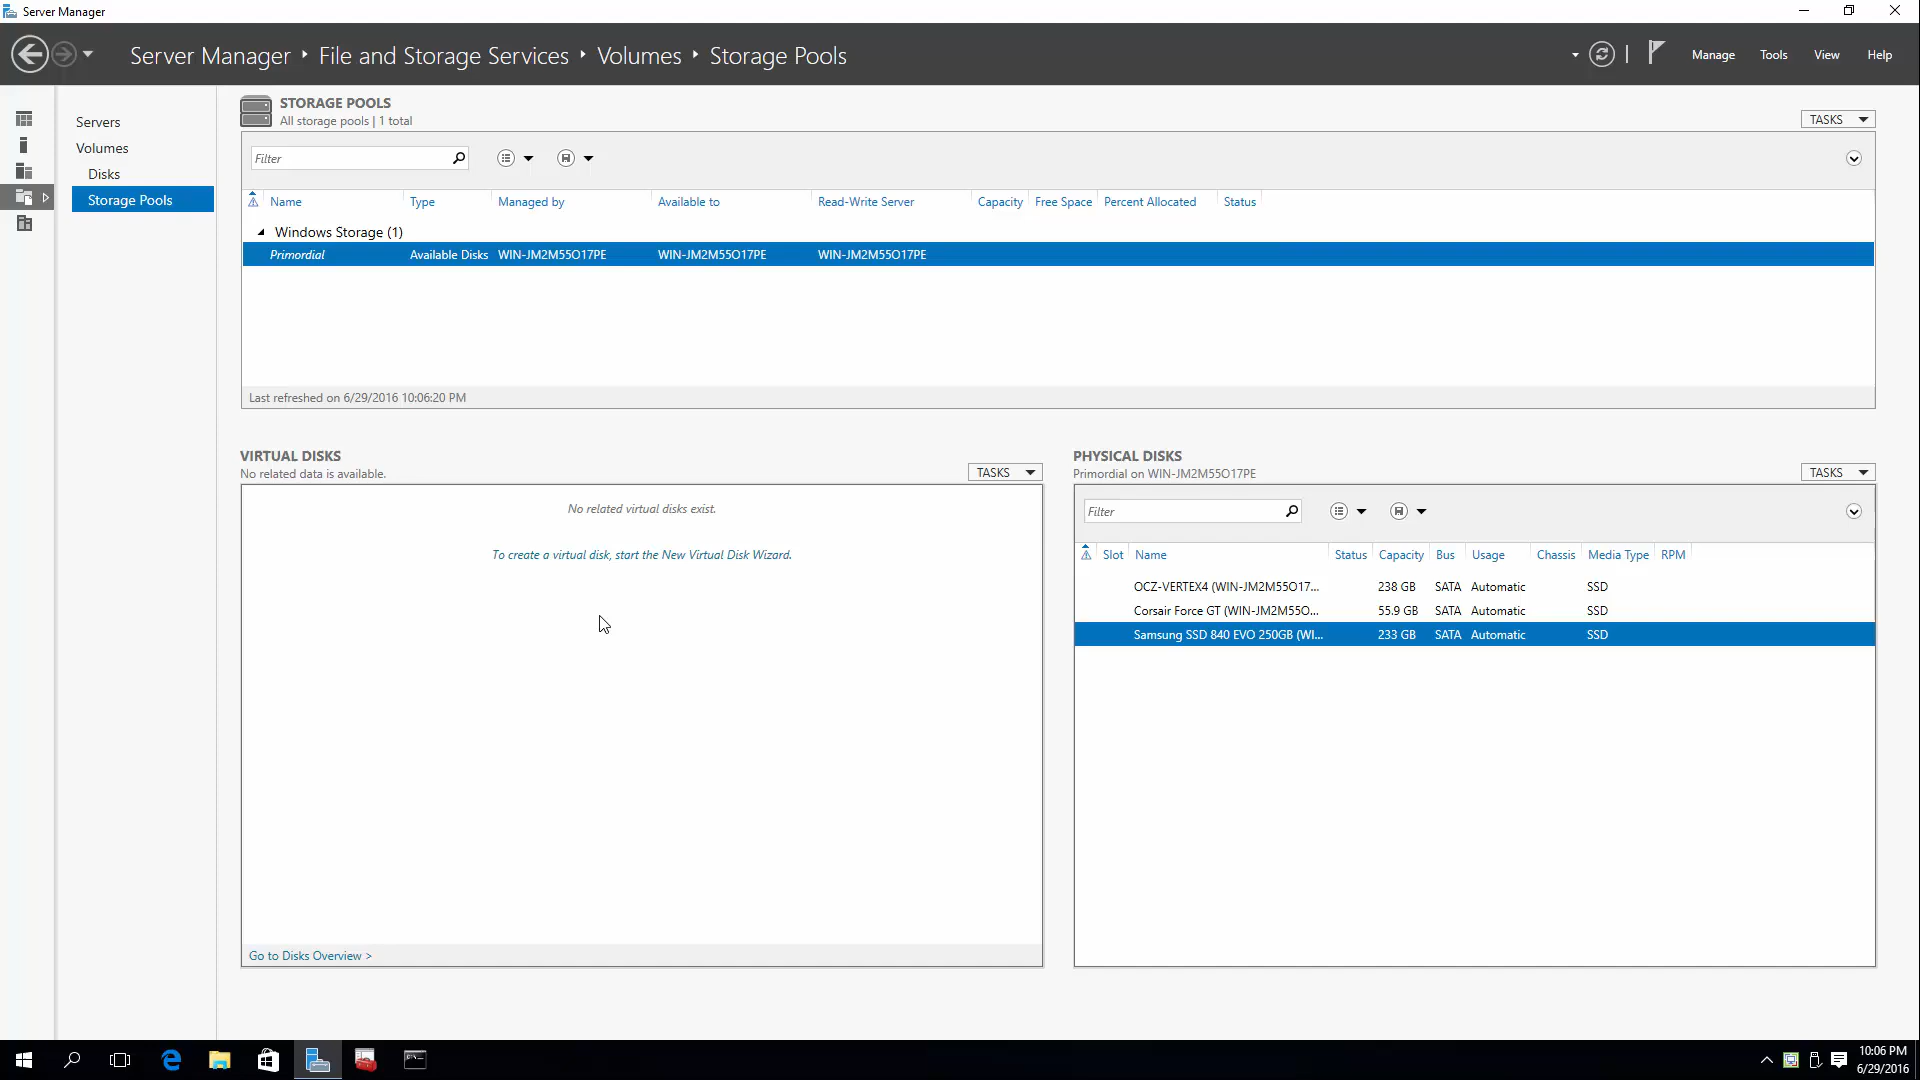 Server Manager
Server Manager ‣ File and Storage Services ‣ Volumes ‣ Storage Pools
Manage Tools View Help
Servers
Volumes
Disks
Storage Pools
STORAGE POOLS
All storage pools | 1 total
TASKS
Filter
Name Type Managed by Available to Read-Write Server Capacity Free Space Percent Allocated Status
Windows Storage (1)
Primordial Available Disks WIN-JM2M55O17PE WIN-JM2M55O17PE WIN-JM2M55O17PE
Last refreshed on 6/29/2016 10:06:20 PM
VIRTUAL DISKS
No related data is available.
TASKS
No related virtual disks exist.
To create a virtual disk, start the New Virtual Disk Wizard.
Go to Disks Overview >
PHYSICAL DISKS
Primordial on WIN-JM2M55O17PE
TASKS
Filter
Slot Name Status Capacity Bus Usage Chassis Media Type RPM
OCZ-VERTEX4 (WIN-JM2M55O17... 238 GB SATA Automatic SSD
Corsair Force GT (WIN-JM2M55O... 55.9 GB SATA Automatic SSD
Samsung SSD 840 EVO 250GB (WI... 233 GB SATA Automatic SSD
10:06 PM
6/29/2016